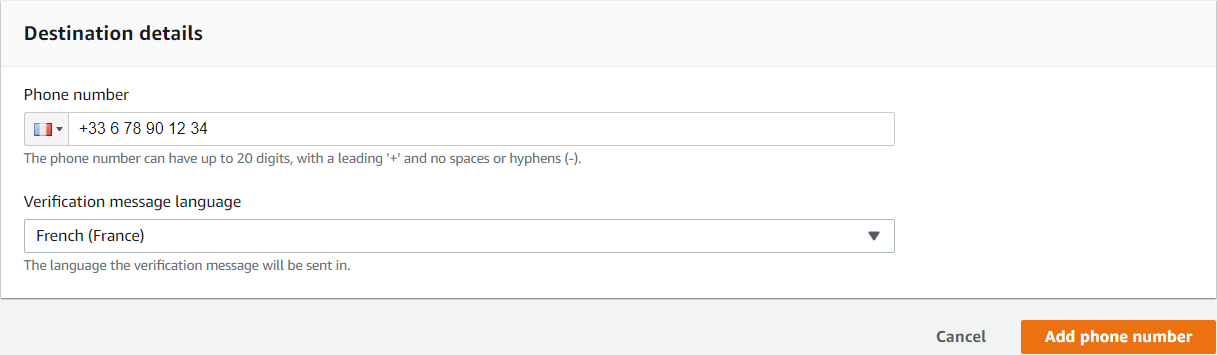 Destination details
Phone number
+33 6 78 90 12 34
The phone number can have up to 20 digits, with a leading '+' and no spaces or hyphens (-).
Verification message language
French (France)
The language the verification message will be sent in.
Cancel
Add phone number